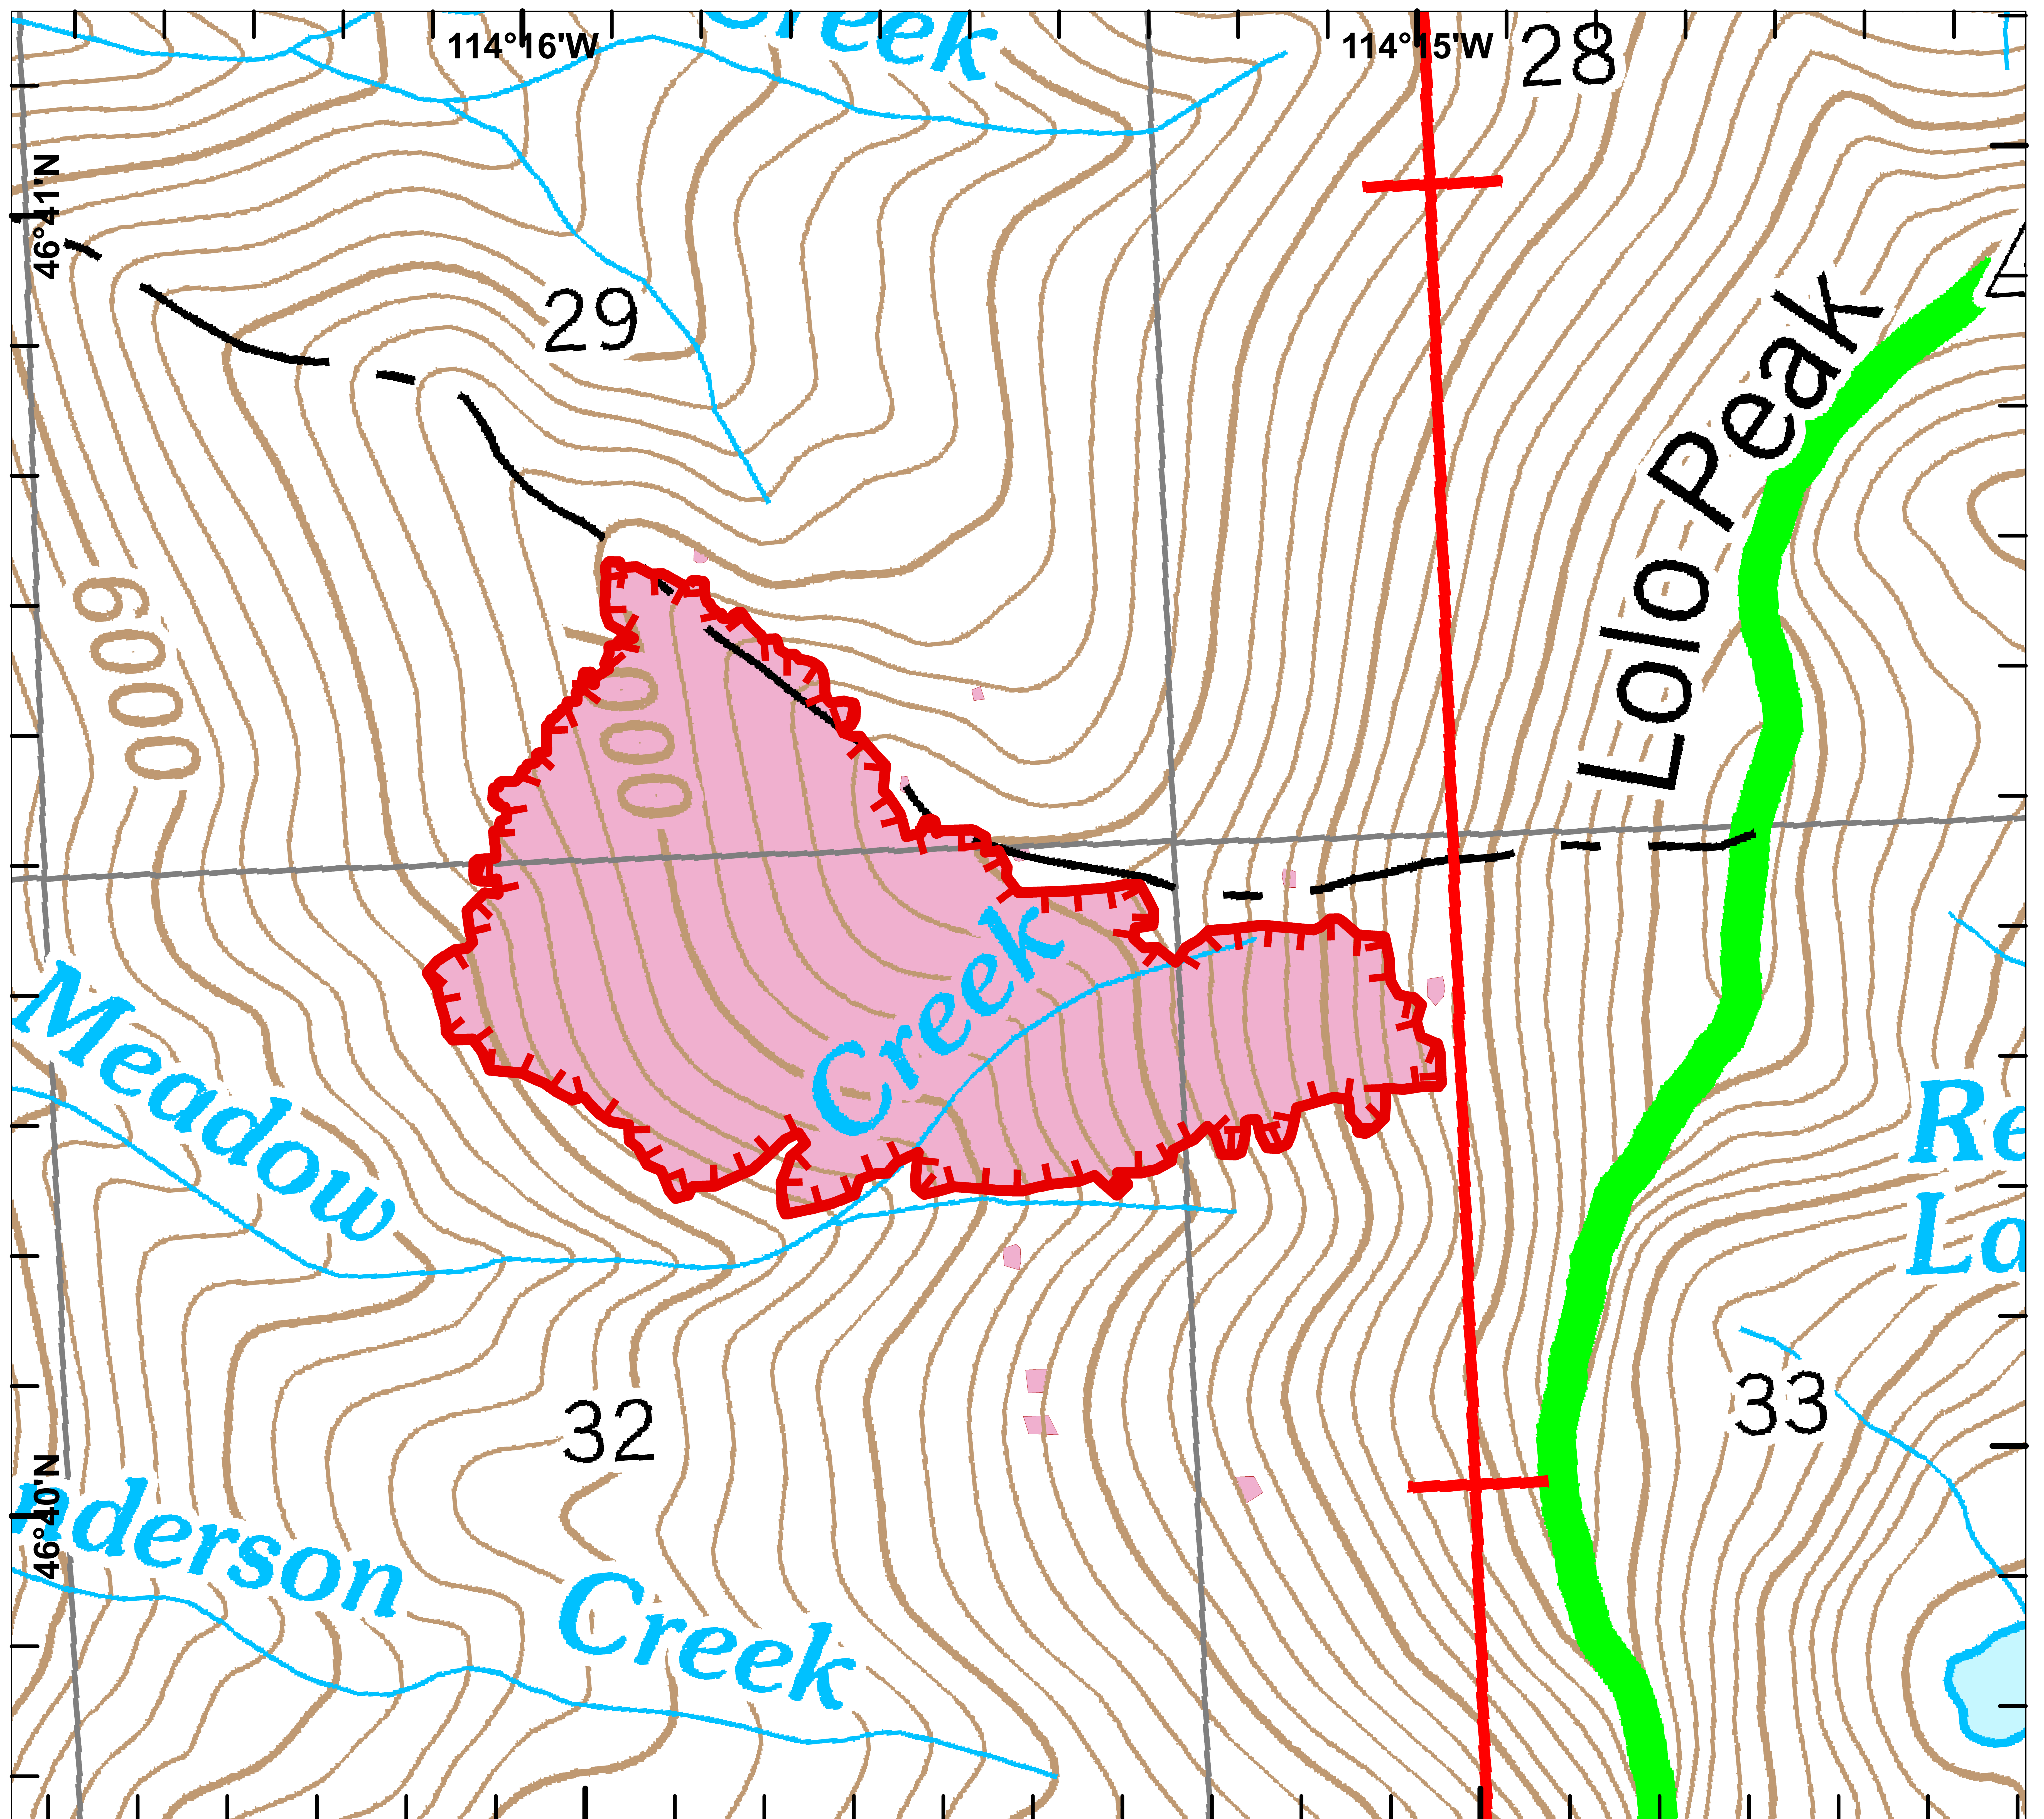 Creek
114°16'W
114°15'W
28
46°41'N
29
Lolo Peak
6000
7000
Creek
Meadow
Re
La
32
33
46°40'N
nderson
Creek